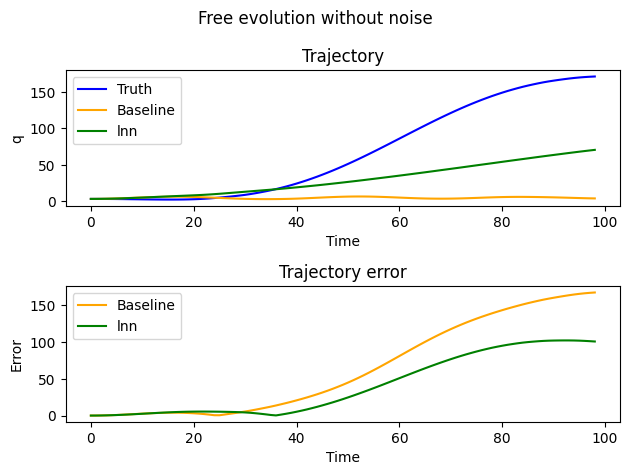 Free evolution without noise
Trajectory
Truth
Baseline
lnn
q
150
100
50
0
0 20 40 60 80 100
Time
Trajectory error
Baseline
lnn
Error
150
100
50
0
0 20 40 60 80 100
Time